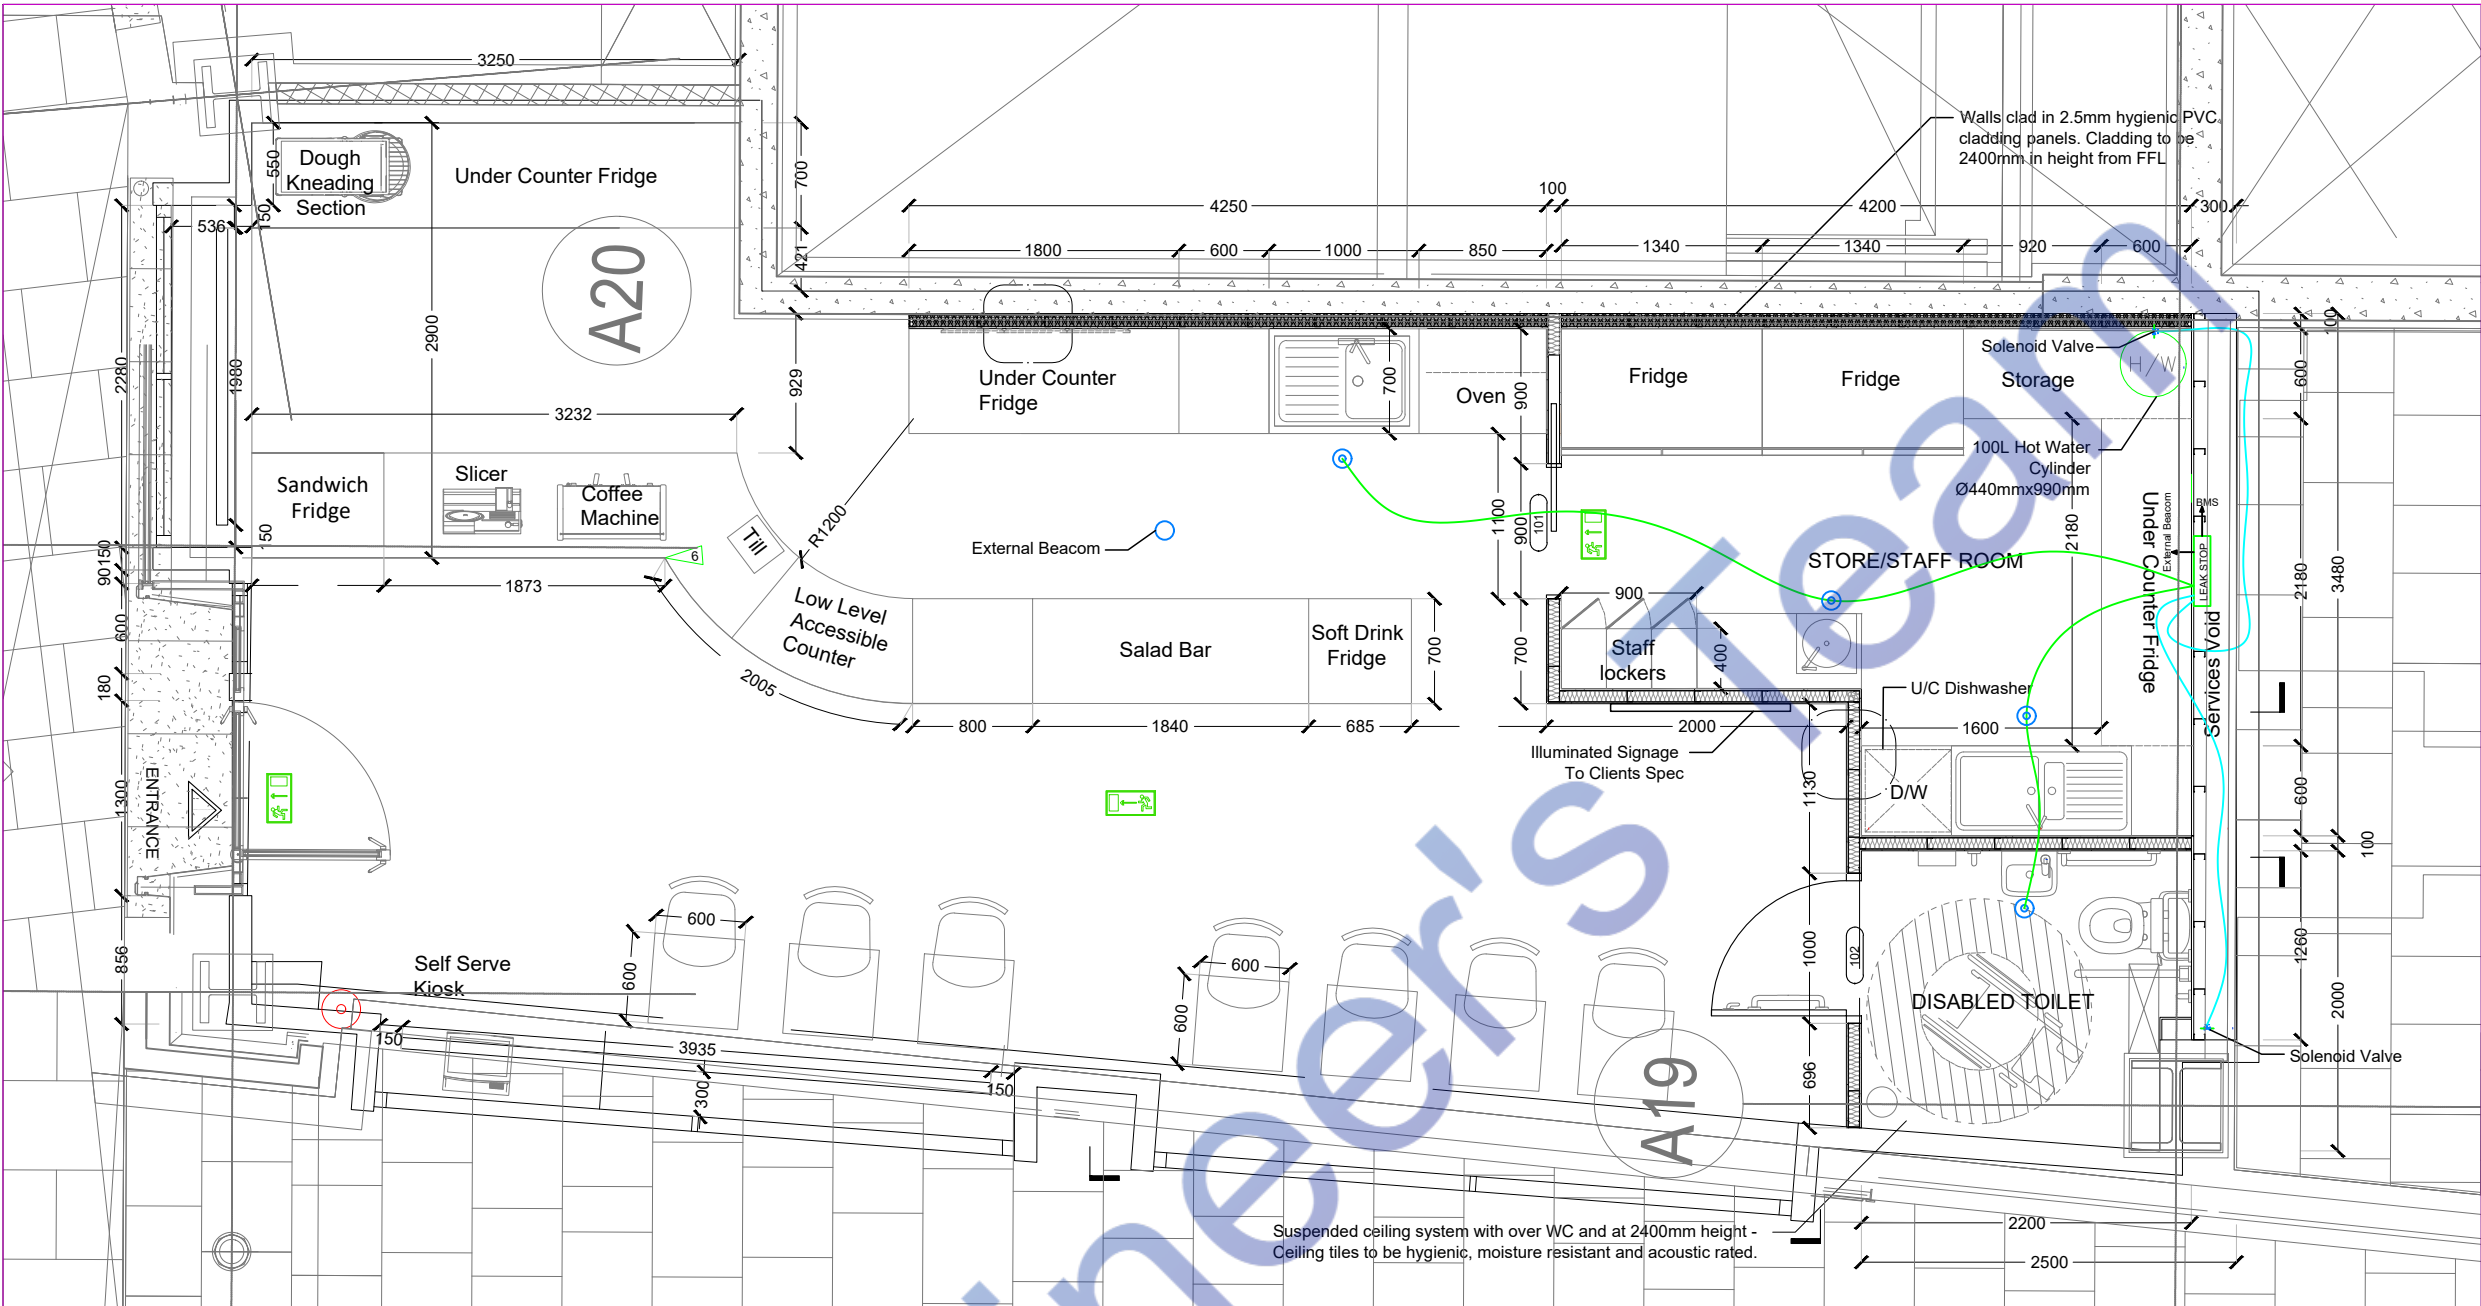 3250
Walls clad in 2.5mm hygienic PVC
cladding panels. Cladding to be
2400mm in height from FFL
Dough
Kneading
Section
Under Counter Fridge
550
700
150
536
421
A20
100
4250
4200
300
1800
600
1000
850
1340
1340
920
600
2280
1980
2900
929
3232
Under Counter
Fridge
700
Oven
900
Fridge
Fridge
Storage
Solenoid Valve
H/W
100
600
100L Hot Water
Cylinder
Ø440mmx990mm
Sandwich
Fridge
Slicer
Coffee
Machine
Till
R1200
External Beacom
1100
900
101
STORE/STAFF ROOM
2180
Under Counter Fridge
External Beacom
BMS
LEAK STOP
2180
3480
Services Void
150
150
90
6
1873
600
180
Low Level
Accessible
Counter
2005
Salad Bar
Soft Drink
Fridge
700
700
900
Staff
lockers
400
U/C Dishwasher
800
1840
685
2000
1600
Illuminated Signage
To Clients Spec
1130
D/W
600
100
1300
ENTRANCE
856
Self Serve
Kiosk
600
600
600
600
1000
102
DISABLED TOILET
1260
2000
Solenoid Valve
150
3935
300
150
696
A19
Suspended ceiling system with over WC and at 2400mm height -
Ceiling tiles to be hygienic, moisture resistant and acoustic rated.
2200
2500
ineer's Team